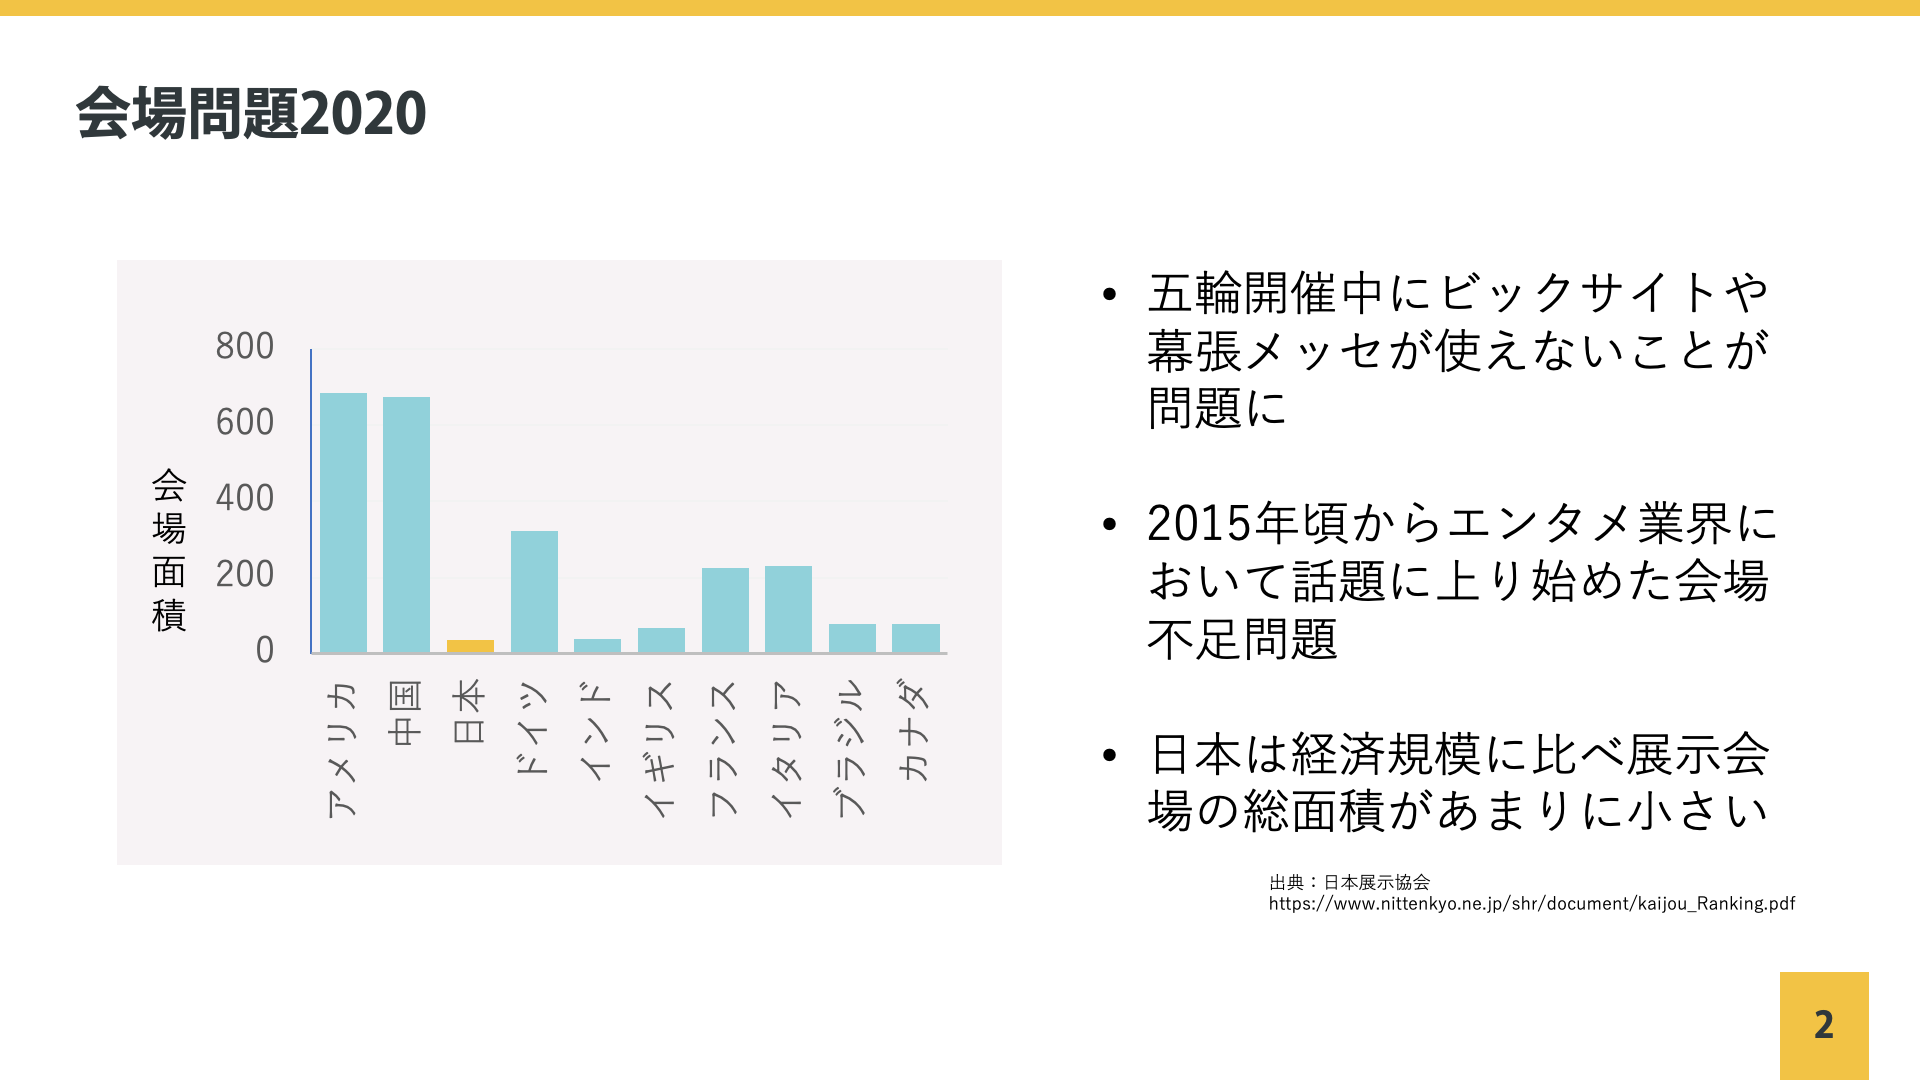 会場問題2020
800
600
400
200
0
会場面積
アメリカ
中国
日本
ドイツ
インド
イギリス
フランス
イタリア
ブラジル
カナダ
• 五輪開催中にビックサイトや
幕張メッセが使えないことが
問題に
• 2015年頃からエンタメ業界に
おいて話題に上り始めた会場
不足問題
• 日本は経済規模に比べ展示会
場の総面積があまりに小さい
出典：日本展示協会
https://www.nittenkyo.ne.jp/shr/document/kaijou_Ranking.pdf
2